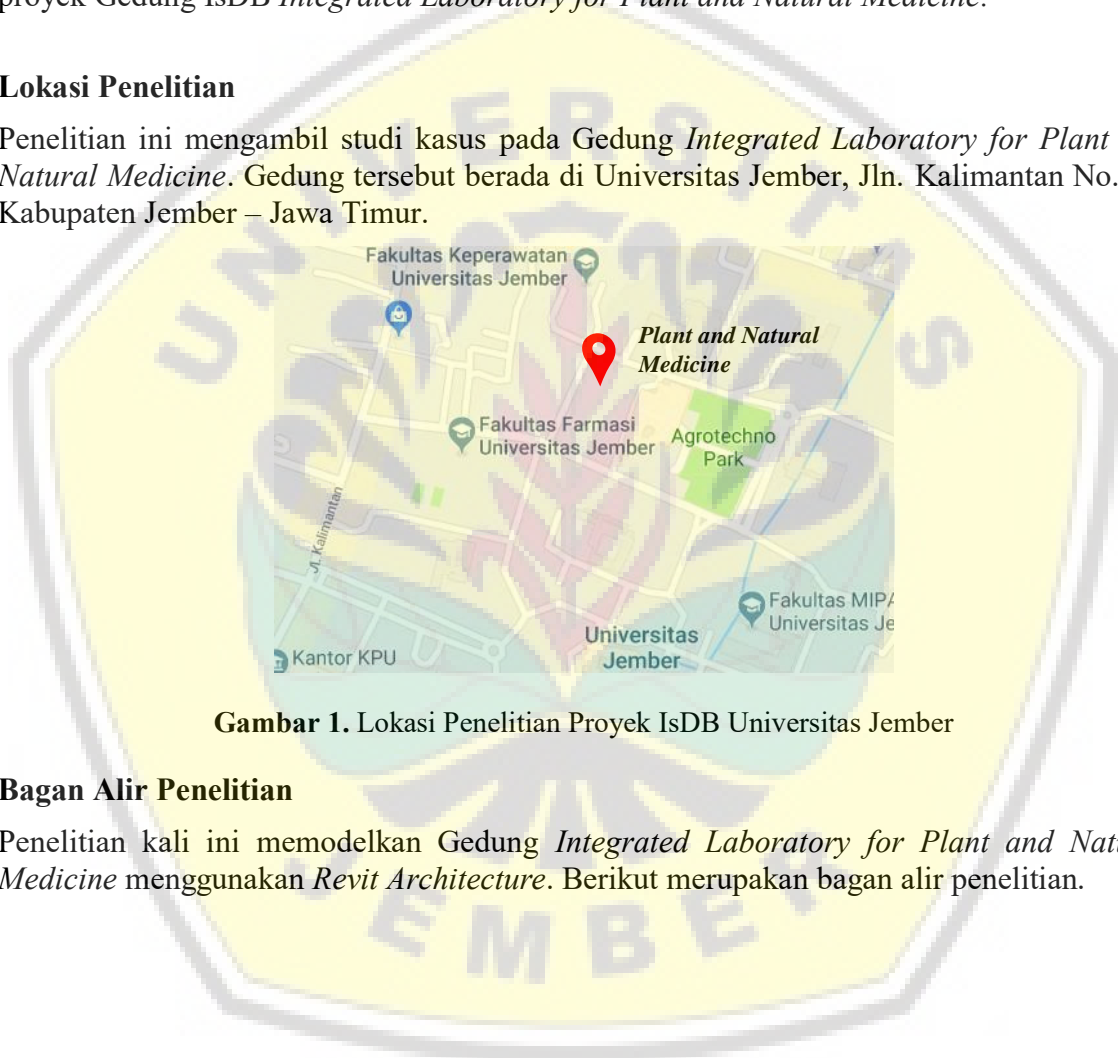 proyek Gedung IsDB Integrated Laboratory for Plant and Natural Medicine.
Lokasi Penelitian
Penelitian ini mengambil studi kasus pada Gedung Integrated Laboratory for Plant
Natural Medicine. Gedung tersebut berada di Universitas Jember, Jln. Kalimantan No.
Kabupaten Jember – Jawa Timur.
Fakultas Keperawatan
Universitas Jember
Plant and Natural
Medicine
Fakultas Farmasi
Universitas Jember
Agrotechno
Park
Jl. Kalimantan
Fakultas MIPA
Universitas Je
Universitas
Jember
Kantor KPU
Gambar 1. Lokasi Penelitian Proyek IsDB Universitas Jember
Bagan Alir Penelitian
Penelitian kali ini memodelkan Gedung Integrated Laboratory for Plant and Nat
Medicine menggunakan Revit Architecture. Berikut merupakan bagan alir penelitian.
UNIVERSITAS
JEMBER